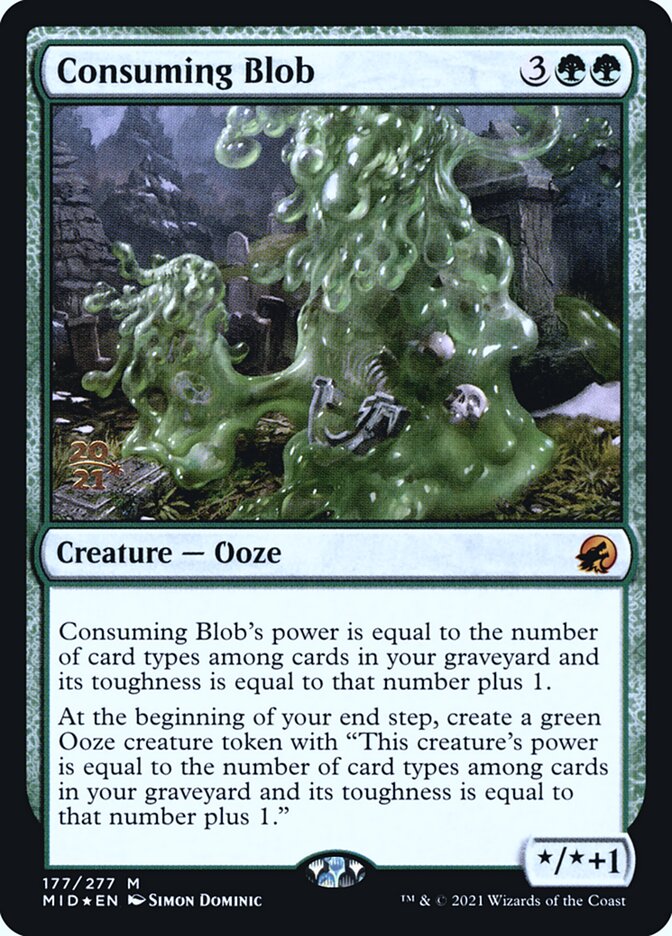 Consuming Blob 3
20
21
Creature — Ooze
Consuming Blob's power is equal to the number
of card types among cards in your graveyard and
its toughness is equal to that number plus 1.
At the beginning of your end step, create a green
Ooze creature token with “This creature's power
is equal to the number of card types among cards
in your graveyard and its toughness is equal to
that number plus 1.”
★/★+1
177/277 M
MID★EN Simon Dominic ™ & © 2021 Wizards of the Coast